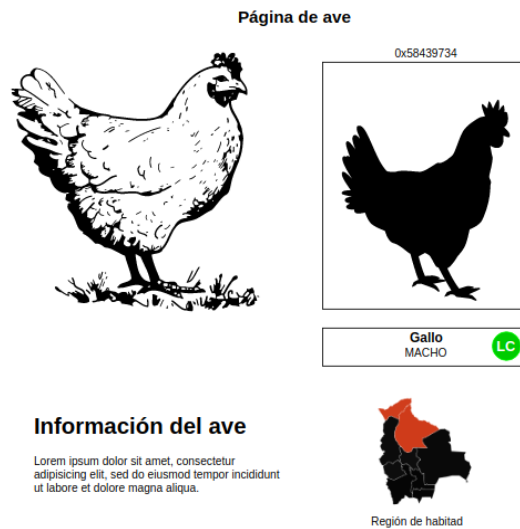 Página de ave
0x58439734
Gallo
MACHO
LC
Información del ave
Lorem ipsum dolor sit amet, consectetur
adipisicing elit, sed do eiusmod tempor incididunt
ut labore et dolore magna aliqua.
Región de habitad